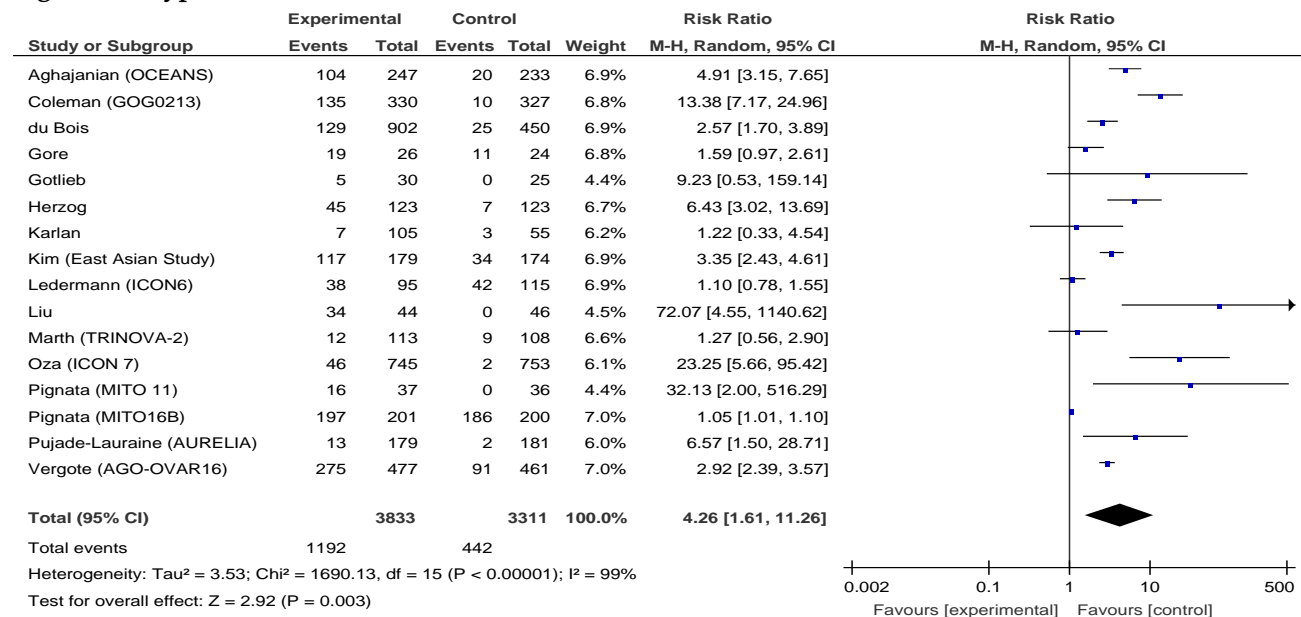 Experimental Control Risk Ratio Risk Ratio
Study or Subgroup Events Total Events Total Weight M-H, Random, 95% CI M-H, Random, 95% CI
Aghajanian (OCEANS) 104 247 20 233 6.9% 4.91 [3.15, 7.65]
Coleman (GOG0213) 135 330 10 327 6.8% 13.38 [7.17, 24.96]
du Bois 129 902 25 450 6.9% 2.57 [1.70, 3.89]
Gore 19 26 11 24 6.8% 1.59 [0.97, 2.61]
Gotlieb 5 30 0 25 4.4% 9.23 [0.53, 159.14]
Herzog 45 123 7 123 6.7% 6.43 [3.02, 13.69]
Karlan 7 105 3 55 6.2% 1.22 [0.33, 4.54]
Kim (East Asian Study) 117 179 34 174 6.9% 3.35 [2.43, 4.61]
Ledermann (ICON6) 38 95 42 115 6.9% 1.10 [0.78, 1.55]
Liu 34 44 0 46 4.5% 72.07 [4.55, 1140.62]
Marth (TRINOVA-2) 12 113 9 108 6.6% 1.27 [0.56, 2.90]
Oza (ICON 7) 46 745 2 753 6.1% 23.25 [5.66, 95.42]
Pignata (MITO 11) 16 37 0 36 4.4% 32.13 [2.00, 516.29]
Pignata (MITO16B) 197 201 186 200 7.0% 1.05 [1.01, 1.10]
Pujade-Lauraine (AURELIA) 13 179 2 181 6.0% 6.57 [1.50, 28.71]
Vergote (AGO-OVAR16) 275 477 91 461 7.0% 2.92 [2.39, 3.57]
Total (95% CI) 3833 3311 100.0% 4.26 [1.61, 11.26]
Total events 1192 442
Heterogeneity: Tau² = 3.53; Chi² = 1690.13, df = 15 (P < 0.00001); I² = 99%
Test for overall effect: Z = 2.92 (P = 0.003)
0.002 0.1 1 10 500
Favours [experimental] Favours [control]